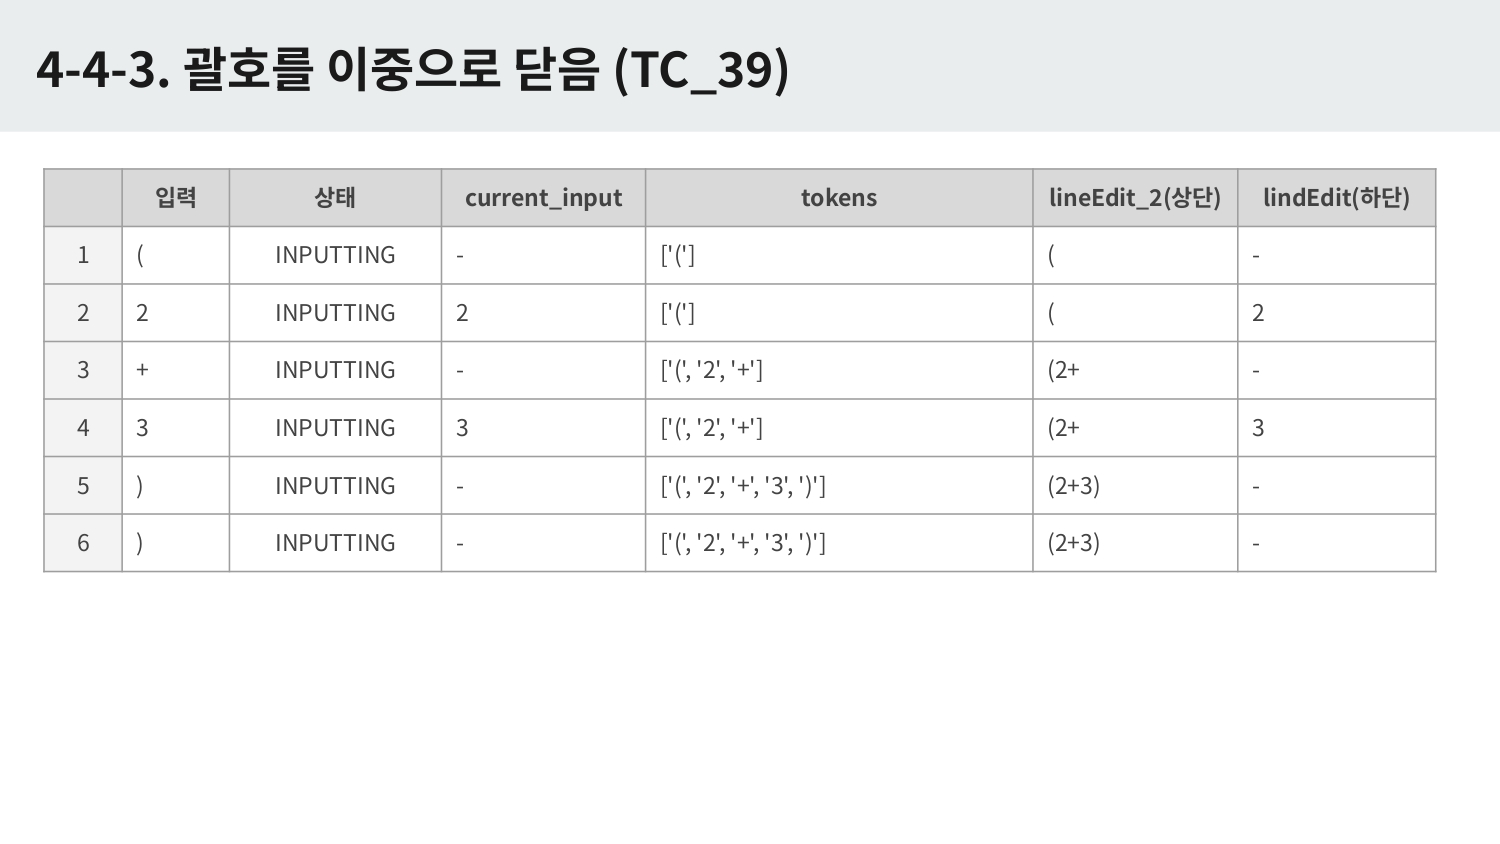 4-4-3. 괄호를 이중으로 닫음 (TC_39)
입력 상태 current_input tokens lineEdit_2(상단) lindEdit(하단)
1 ( INPUTTING - ['('] ( -
2 2 INPUTTING 2 ['('] ( 2
3 + INPUTTING - ['(', '2', '+'] (2+ -
4 3 INPUTTING 3 ['(', '2', '+'] (2+ 3
5 ) INPUTTING - ['(', '2', '+', '3', ')'] (2+3) -
6 ) INPUTTING - ['(', '2', '+', '3', ')'] (2+3) -